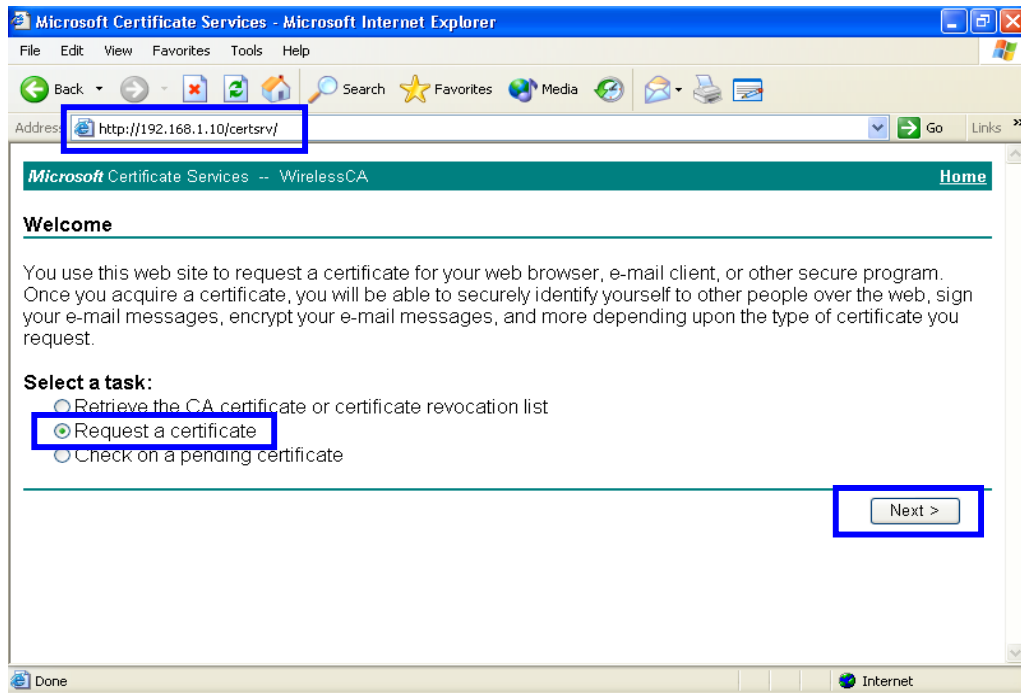 Microsoft Certificate Services - Microsoft Internet Explorer
File Edit View Favorites Tools Help
Back Search Favorites Media
Address http://192.168.1.10/certsrv/ Go Links »
Microsoft Certificate Services -- WirelessCA Home
Welcome
You use this web site to request a certificate for your web browser, e-mail client, or other secure program.
Once you acquire a certificate, you will be able to securely identify yourself to other people over the web, sign
your e-mail messages, encrypt your e-mail messages, and more depending upon the type of certificate you
request.
Select a task:
Retrieve the CA certificate or certificate revocation list
Request a certificate
Check on a pending certificate
Next >
Done Internet